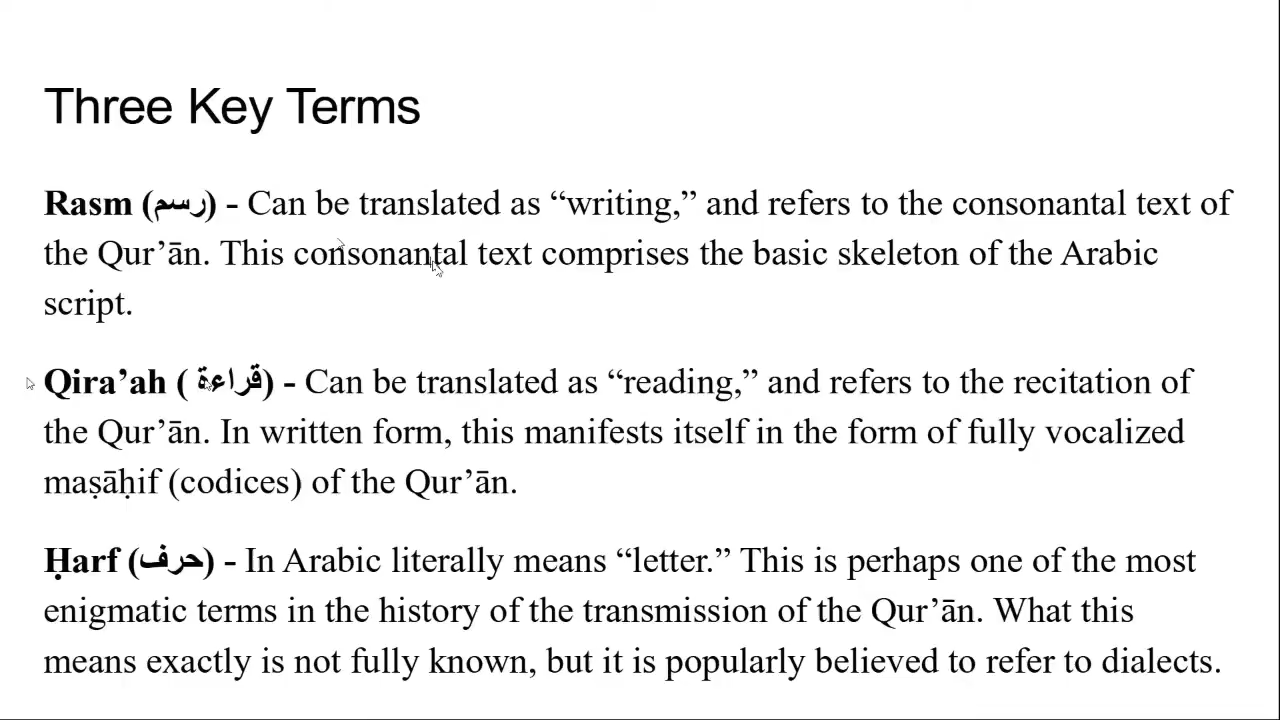 Three Key Terms
Rasm (رسم) - Can be translated as “writing,” and refers to the consonantal text of
the Qur’ān. This consonantal text comprises the basic skeleton of the Arabic
script.
Qira’ah ( قراءة) - Can be translated as “reading,” and refers to the recitation of
the Qur’ān. In written form, this manifests itself in the form of fully vocalized
maṣāḥif (codices) of the Qur’ān.
Ḥarf (حرف) - In Arabic literally means “letter.” This is perhaps one of the most
enigmatic terms in the history of the transmission of the Qur’ān. What this
means exactly is not fully known, but it is popularly believed to refer to dialects.